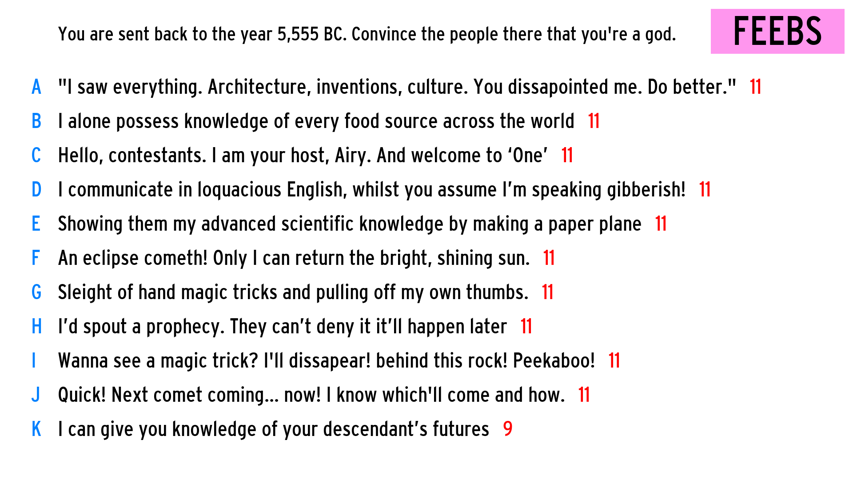 You are sent back to the year 5,555 BC. Convince the people there that you're a god.
FEEBS
A "I saw everything. Architecture, inventions, culture. You dissapointed me. Do better." 11
B I alone possess knowledge of every food source across the world 11
C Hello, contestants. I am your host, Airy. And welcome to ‘One’ 11
D I communicate in loquacious English, whilst you assume I’m speaking gibberish! 11
E Showing them my advanced scientific knowledge by making a paper plane 11
F An eclipse cometh! Only I can return the bright, shining sun. 11
G Sleight of hand magic tricks and pulling off my own thumbs. 11
H I’d spout a prophecy. They can’t deny it it’ll happen later 11
I Wanna see a magic trick? I'll dissapear! behind this rock! Peekaboo! 11
J Quick! Next comet coming... now! I know which'll come and how. 11
K I can give you knowledge of your descendant’s futures 9